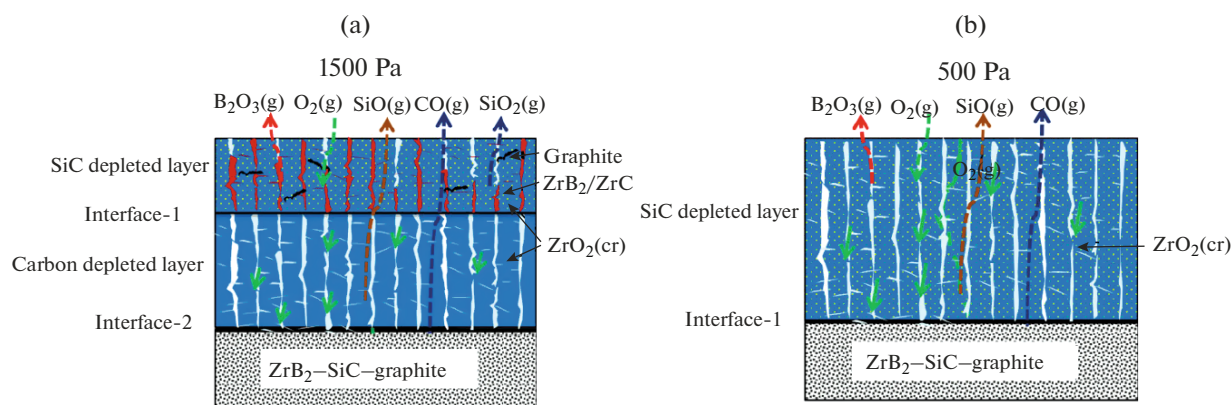 (a)
1500 Pa
B₂O₃(g) O₂(g) SiO(g) CO(g) SiO₂(g)
SiC depleted layer
Graphite
ZrB₂/ZrC
Interface-1
ZrO₂(cr)
Carbon depleted layer
Interface-2
ZrB₂–SiC–graphite
(b)
500 Pa
B₂O₃(g) O₂(g) SiO(g) CO(g)
O₂(g)
SiC depleted layer
ZrO₂(cr)
Interface-1
ZrB₂–SiC–graphite